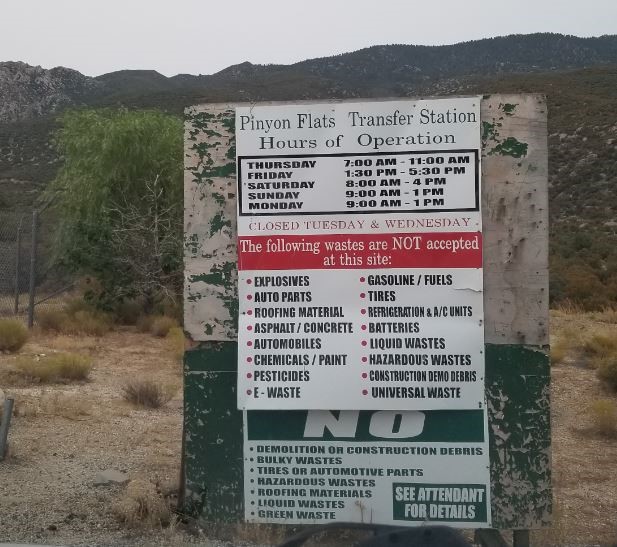 Pinyon Flats Transfer Station
Hours of Operation
THURSDAY 7:00 AM - 11:00 AM
FRIDAY 1:30 PM - 5:30 PM
SATURDAY 8:00 AM - 4 PM
SUNDAY 9:00 AM - 1 PM
MONDAY 9:00 AM - 1 PM
CLOSED TUESDAY & WEDNESDAY
The following wastes are NOT accepted
at this site:
• EXPLOSIVES
• AUTO PARTS
• ROOFING MATERIAL
• ASPHALT / CONCRETE
• AUTOMOBILES
• CHEMICALS / PAINT
• PESTICIDES
• E - WASTE
• GASOLINE / FUELS
• TIRES
• REFRIGERATION & A/C UNITS
• BATTERIES
• LIQUID WASTES
• HAZARDOUS WASTES
• CONSTRUCTION DEMO DEBRIS
• UNIVERSAL WASTE
NO
• DEMOLITION OR CONSTRUCTION DEBRIS
• BULKY WASTES
• TIRES OR AUTOMOTIVE PARTS
• HAZARDOUS WASTES
• ROOFING MATERIALS
• LIQUID WASTES
• GREEN WASTE
SEE ATTENDANT
FOR DETAILS